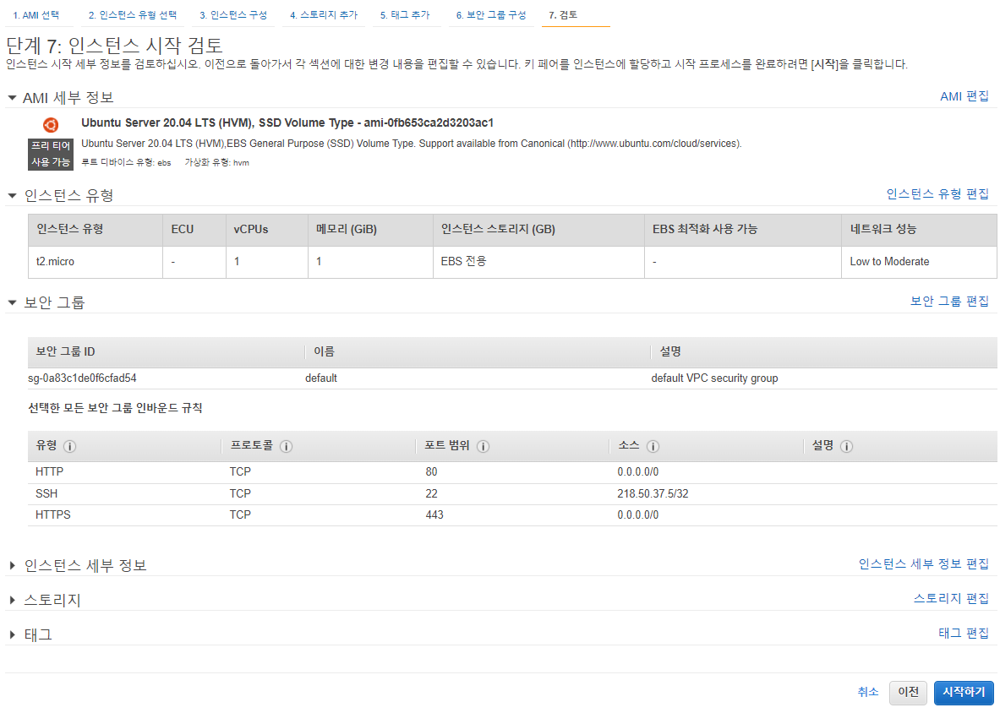 1. AMI 선택 2. 인스턴스 유형 선택 3. 인스턴스 구성 4. 스토리지 추가 5. 태그 추가 6. 보안 그룹 구성 7. 검토
단계 7: 인스턴스 시작 검토
인스턴스 시작 세부 정보를 검토하십시오. 이전으로 돌아가서 각 섹션에 대한 변경 내용을 편집할 수 있습니다. 키 페어를 인스턴스에 할당하고 시작 프로세스를 완료하려면 [시작]을 클릭합니다.
AMI 세부 정보 AMI 편집
Ubuntu Server 20.04 LTS (HVM), SSD Volume Type - ami-0fb653ca2d3203ac1
프리 티어 Ubuntu Server 20.04 LTS (HVM),EBS General Purpose (SSD) Volume Type. Support available from Canonical (http://www.ubuntu.com/cloud/services).
사용 가능 루트 디바이스 유형: ebs 가상화 유형: hvm
인스턴스 유형 인스턴스 유형 편집
인스턴스 유형 ECU vCPUs 메모리 (GiB) 인스턴스 스토리지 (GB) EBS 최적화 사용 가능 네트워크 성능
t2.micro - 1 1 EBS 전용 - Low to Moderate
보안 그룹 보안 그룹 편집
보안 그룹 ID 이름 설명
sg-0a83c1de0f6cfad54 default default VPC security group
선택한 모든 보안 그룹 인바운드 규칙
유형 프로토콜 포트 범위 소스 설명
HTTP TCP 80 0.0.0.0/0
SSH TCP 22 218.50.37.5/32
HTTPS TCP 443 0.0.0.0/0
인스턴스 세부 정보 인스턴스 세부 정보 편집
스토리지 스토리지 편집
태그 태그 편집
취소 이전 시작하기